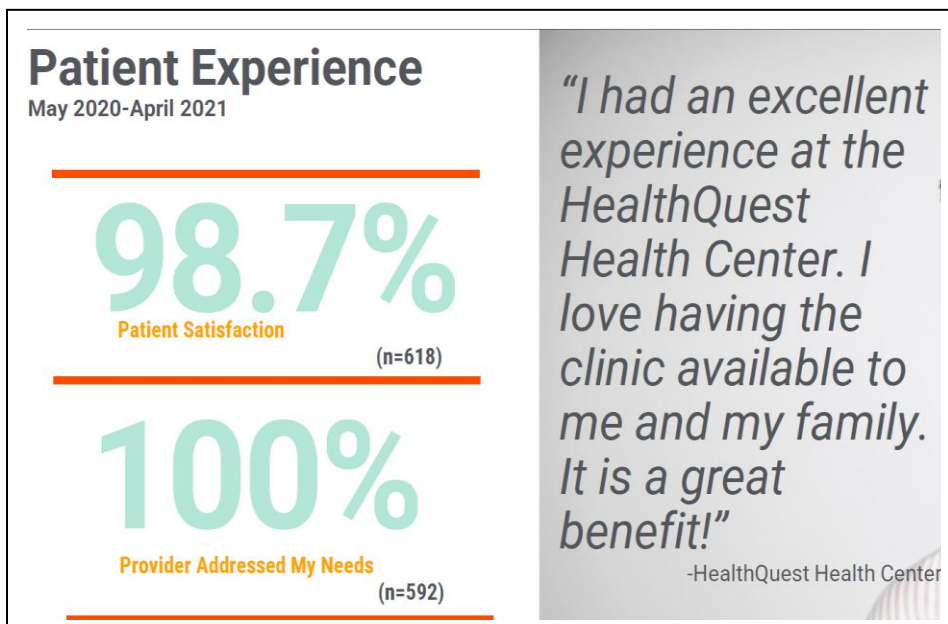 Patient Experience
May 2020-April 2021
98.7%
Patient Satisfaction
(n=618)
100%
Provider Addressed My Needs
(n=592)
“I had an excellent
experience at the
HealthQuest
Health Center. I
love having the
clinic available to
me and my family.
It is a great
benefit!”
-HealthQuest Health Center